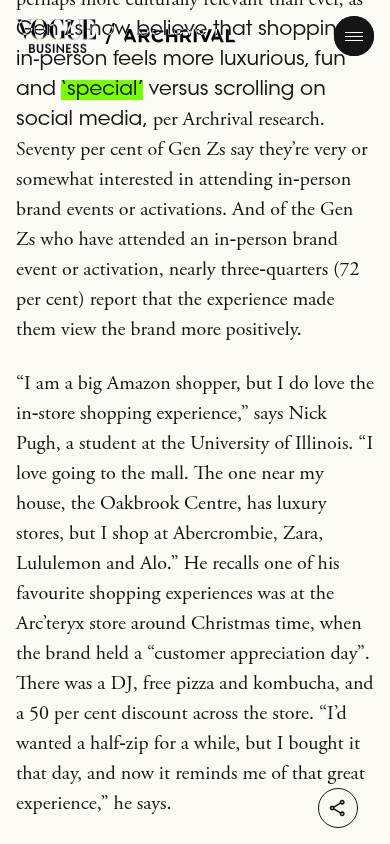 perhaps more culturally relevant than ever, as
VOGUE
BUSINESS
/ ARCHRIVAL
Gen Zs now believe that shopping
in-person feels more luxurious, fun
and ‘special’ versus scrolling on
social media, per Archrival research.
Seventy per cent of Gen Zs say they’re very or
somewhat interested in attending in-person
brand events or activations. And of the Gen
Zs who have attended an in-person brand
event or activation, nearly three-quarters (72
per cent) report that the experience made
them view the brand more positively.
“I am a big Amazon shopper, but I do love the
in-store shopping experience,” says Nick
Pugh, a student at the University of Illinois. “I
love going to the mall. The one near my
house, the Oakbrook Centre, has luxury
stores, but I shop at Abercrombie, Zara,
Lululemon and Alo.” He recalls one of his
favourite shopping experiences was at the
Arc’teryx store around Christmas time, when
the brand held a “customer appreciation day”.
There was a DJ, free pizza and kombucha, and
a 50 per cent discount across the store. “I’d
wanted a half-zip for a while, but I bought it
that day, and now it reminds me of that great
experience,” he says.